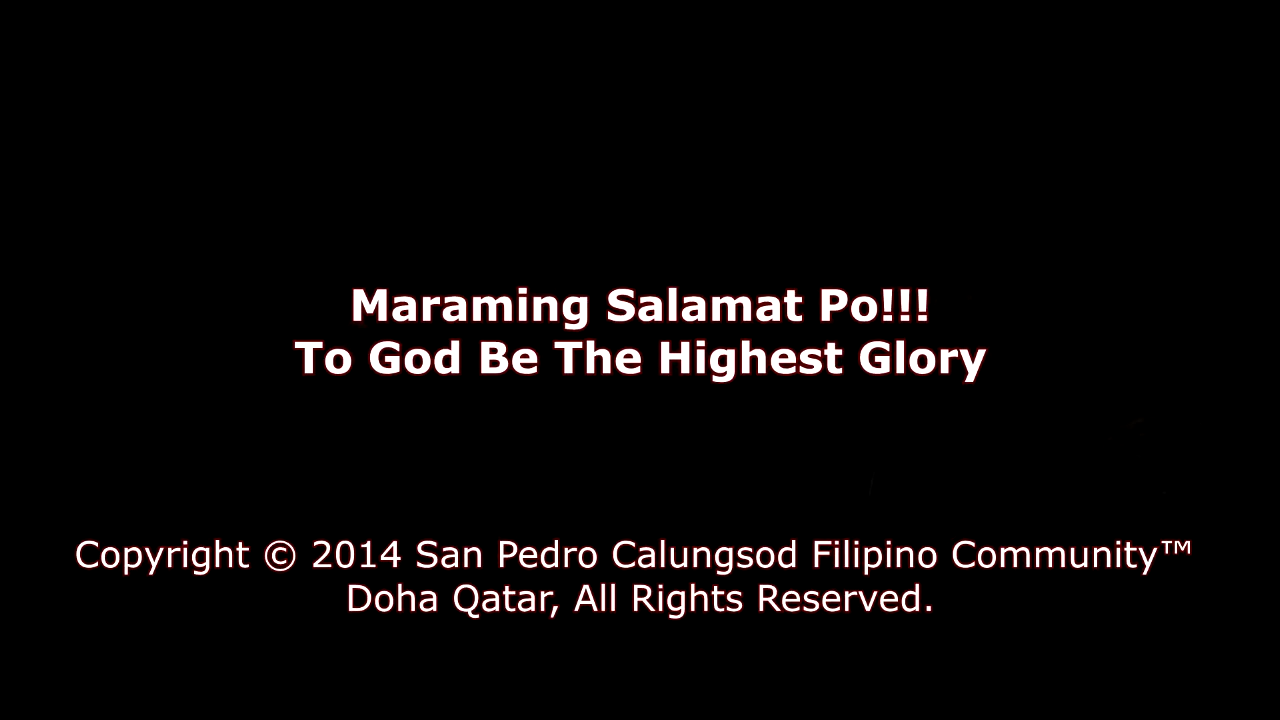 Maraming Salamat Po!!!
To God Be The Highest Glory
Copyright © 2014 San Pedro Calungsod Filipino Community™
Doha Qatar, All Rights Reserved.